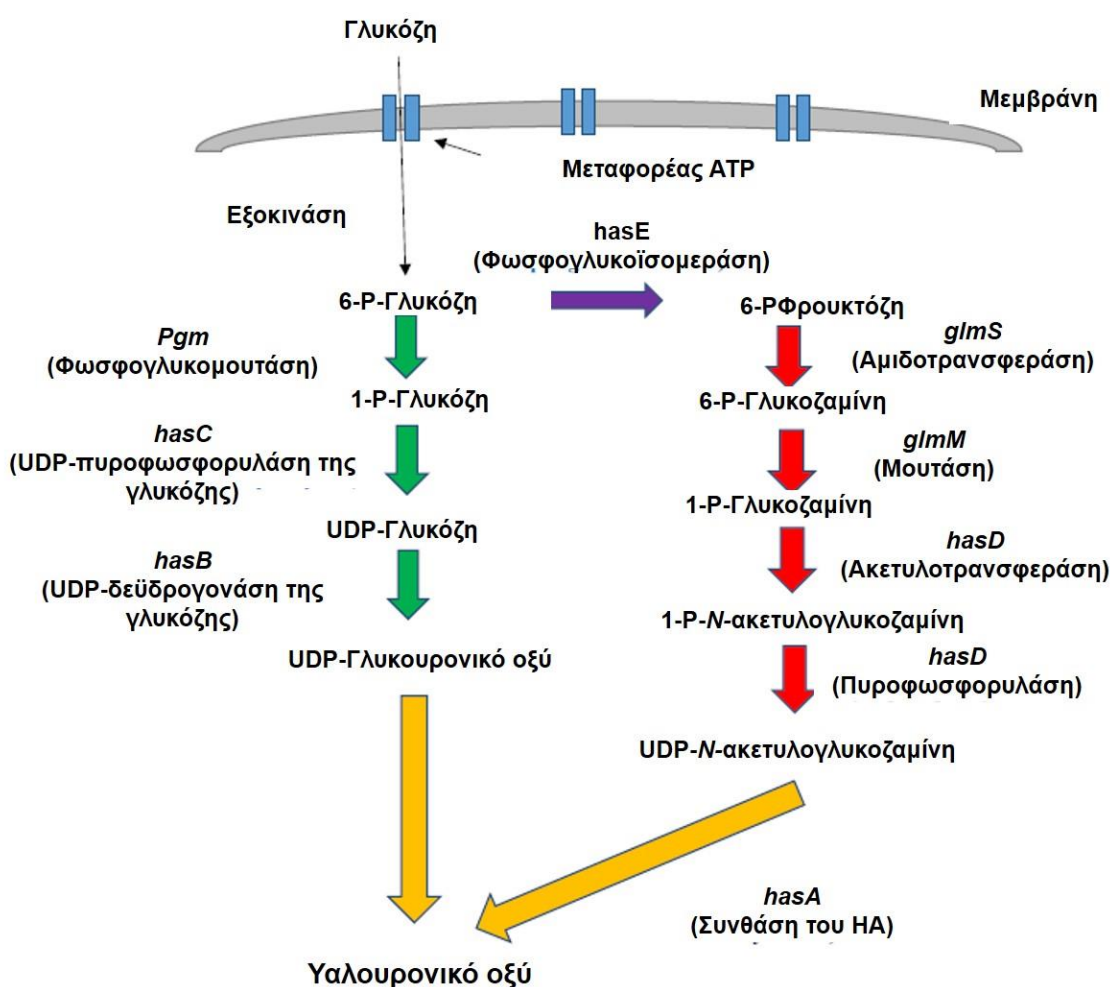 Γλυκόζη
Μεμβράνη
Μεταφορέας ATP
Εξοκινάση
hasE
(Φωσφογλυκοϊσομεράση)
6-P-Γλυκόζη
6-PΦρουκτόζη
Pgm
(Φωσφογλυκομουτάση)
glmS
(Αμιδοτρανσφεράση)
1-P-Γλυκόζη
6-P-Γλυκοζαμίνη
hasC
(UDP-πυροφωσφορυλάση της
γλυκόζης)
glmM
(Μουτάση)
1-P-Γλυκοζαμίνη
UDP-Γλυκόζη
hasD
(Ακετυλοτρανσφεράση)
hasB
(UDP-δεϋδρογονάση της
γλυκόζης)
1-P-N-ακετυλογλυκοζαμίνη
UDP-Γλυκουρονικό οξύ
hasD
(Πυροφωσφορυλάση)
UDP-N-ακετυλογλυκοζαμίνη
hasA
(Συνθάση του HA)
Υαλουρονικό οξύ